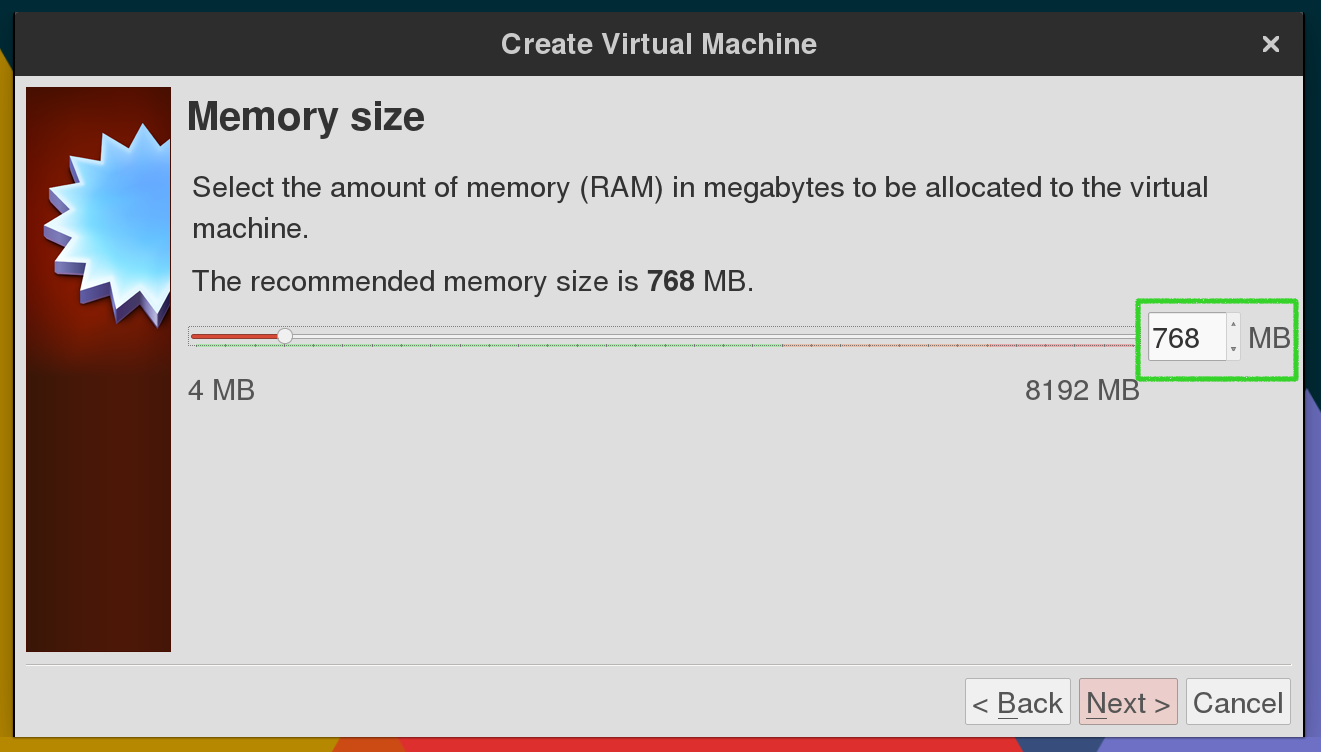 Create Virtual Machine
Memory size
Select the amount of memory (RAM) in megabytes to be allocated to the virtual
machine.
The recommended memory size is 768 MB.
768 MB
4 MB 8192 MB
< Back Next > Cancel